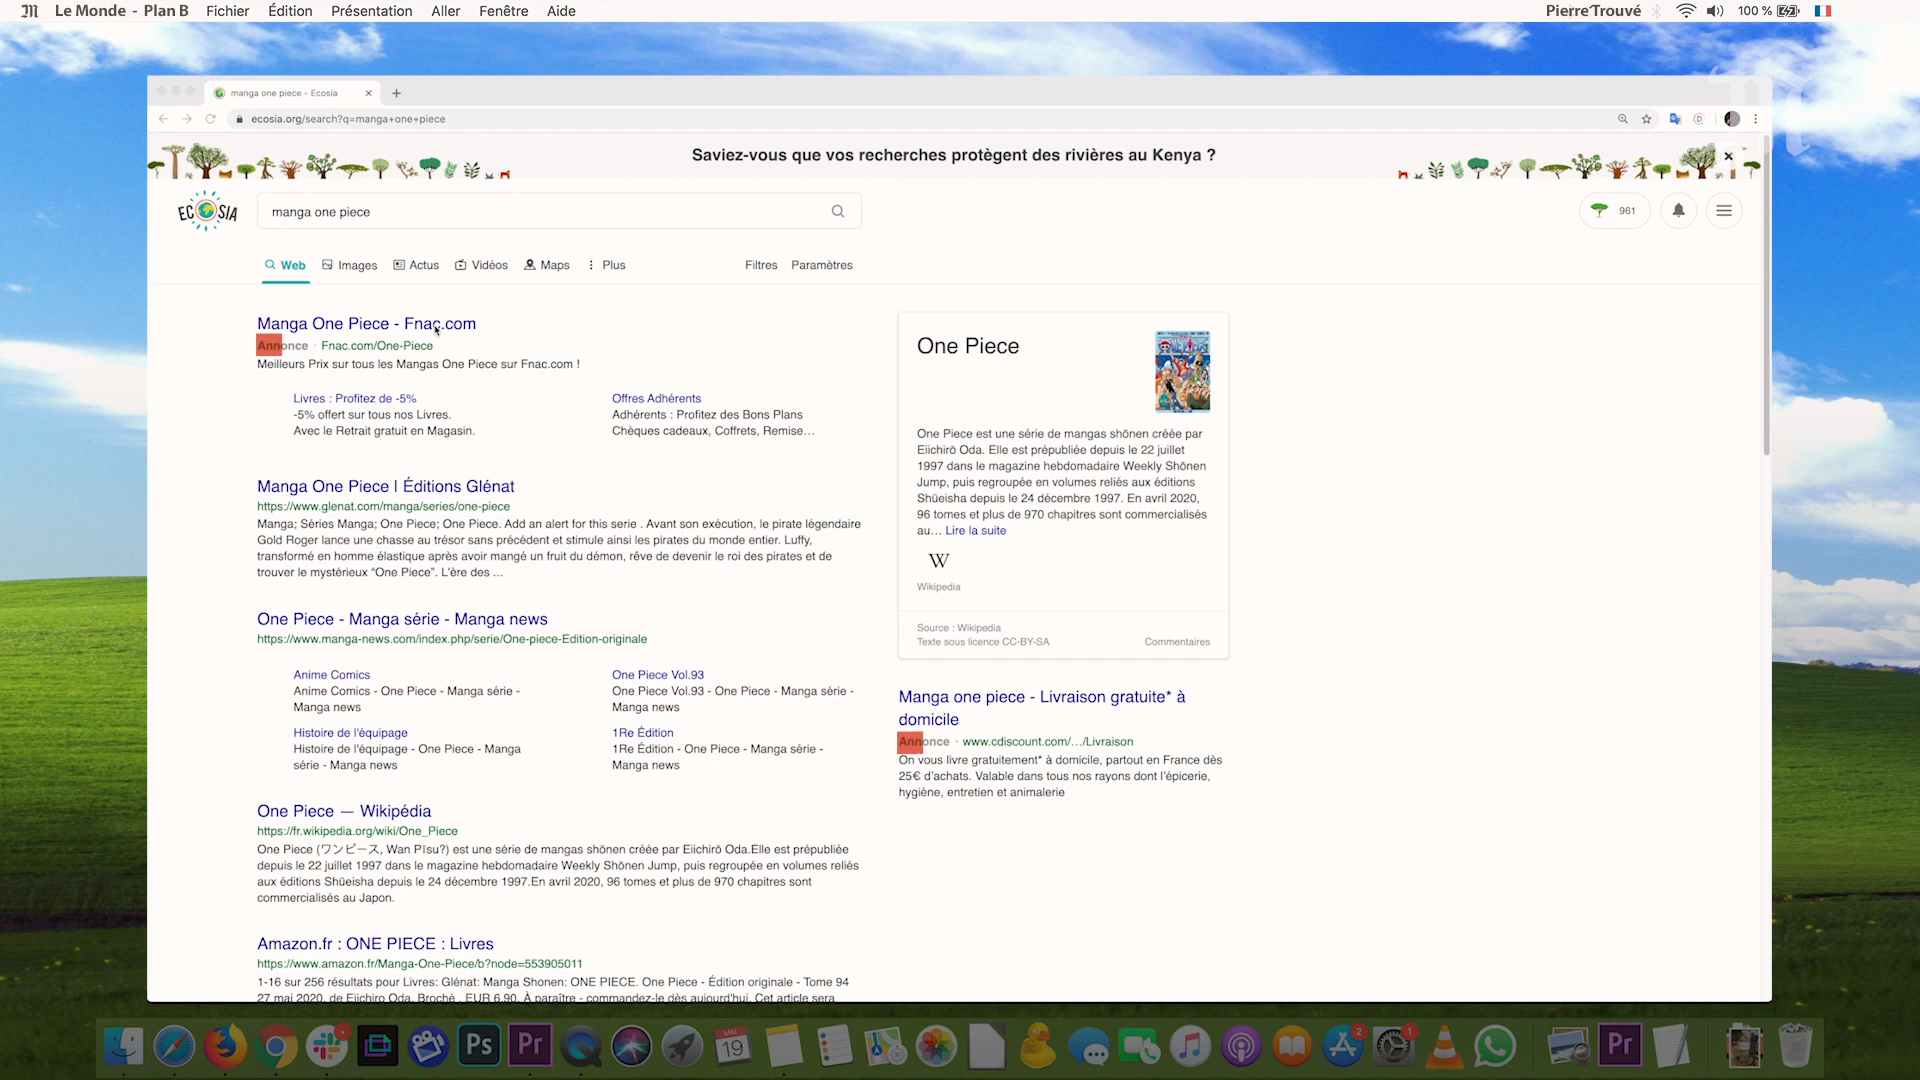 Le Monde - Plan B Fichier Édition Présentation Aller Fenêtre Aide
Pierre Trouvé 100 %
manga one piece - Ecosia
ecosia.org/search?q=manga+one+piece
Saviez-vous que vos recherches protègent des rivières au Kenya ?
ECOSIA
manga one piece
961
Web Images Actus Vidéos Maps Plus Filtres Paramètres
Manga One Piece - Fnac.com
Annonce · Fnac.com/One-Piece
Meilleurs Prix sur tous les Mangas One Piece sur Fnac.com !
Livres : Profitez de -5%
-5% offert sur tous nos Livres.
Avec le Retrait gratuit en Magasin.
Offres Adhérents
Adhérents : Profitez des Bons Plans
Chèques cadeaux, Coffrets, Remise…
Manga One Piece | Éditions Glénat
https://www.glenat.com/manga/series/one-piece
Manga; Séries Manga; One Piece; One Piece. Add an alert for this serie . Avant son exécution, le pirate légendaire
Gold Roger lance une chasse au trésor sans précédent et stimule ainsi les pirates du monde entier. Luffy,
transformé en homme élastique après avoir mangé un fruit du démon, rêve de devenir le roi des pirates et de
trouver le mystérieux “One Piece”. L’ère des ...
One Piece - Manga série - Manga news
https://www.manga-news.com/index.php/serie/One-piece-Edition-originale
Anime Comics
Anime Comics - One Piece - Manga série -
Manga news
One Piece Vol.93
One Piece Vol.93 - One Piece - Manga série -
Manga news
Histoire de l'équipage
Histoire de l'équipage - One Piece - Manga
série - Manga news
1Re Édition
1Re Édition - One Piece - Manga série -
Manga news
One Piece — Wikipédia
https://fr.wikipedia.org/wiki/One_Piece
One Piece (ワンピース, Wan Pīsu?) est une série de mangas shōnen créée par Eiichirō Oda.Elle est prépubliée
depuis le 22 juillet 1997 dans le magazine hebdomadaire Weekly Shōnen Jump, puis regroupée en volumes reliés
aux éditions Shūeisha depuis le 24 décembre 1997.En avril 2020, 96 tomes et plus de 970 chapitres sont
commercialisés au Japon.
Amazon.fr : ONE PIECE : Livres
https://www.amazon.fr/Manga-One-Piece/b?node=553905011
1-16 sur 256 résultats pour Livres: Glénat: Manga Shonen: ONE PIECE. One Piece - Édition originale - Tome 94
27 mai 2020. de Eiichiro Oda. Broché . EUR 6,90. À paraître - commandez-le dès aujourd'hui. Cet article sera
One Piece
One Piece est une série de mangas shōnen créée par
Eiichirō Oda. Elle est prépubliée depuis le 22 juillet
1997 dans le magazine hebdomadaire Weekly Shōnen
Jump, puis regroupée en volumes reliés aux éditions
Shūeisha depuis le 24 décembre 1997. En avril 2020,
96 tomes et plus de 970 chapitres sont commercialisés
au… Lire la suite
W
Wikipedia
Source : Wikipedia
Texte sous licence CC-BY-SA Commentaires
Manga one piece - Livraison gratuite* à
domicile
Annonce · www.cdiscount.com/…/Livraison
On vous livre gratuitement* à domicile, partout en France dès
25€ d’achats. Valable dans tous nos rayons dont l’épicerie,
hygiène, entretien et animalerie
Ps Pr MAI 19 2 1 Pr